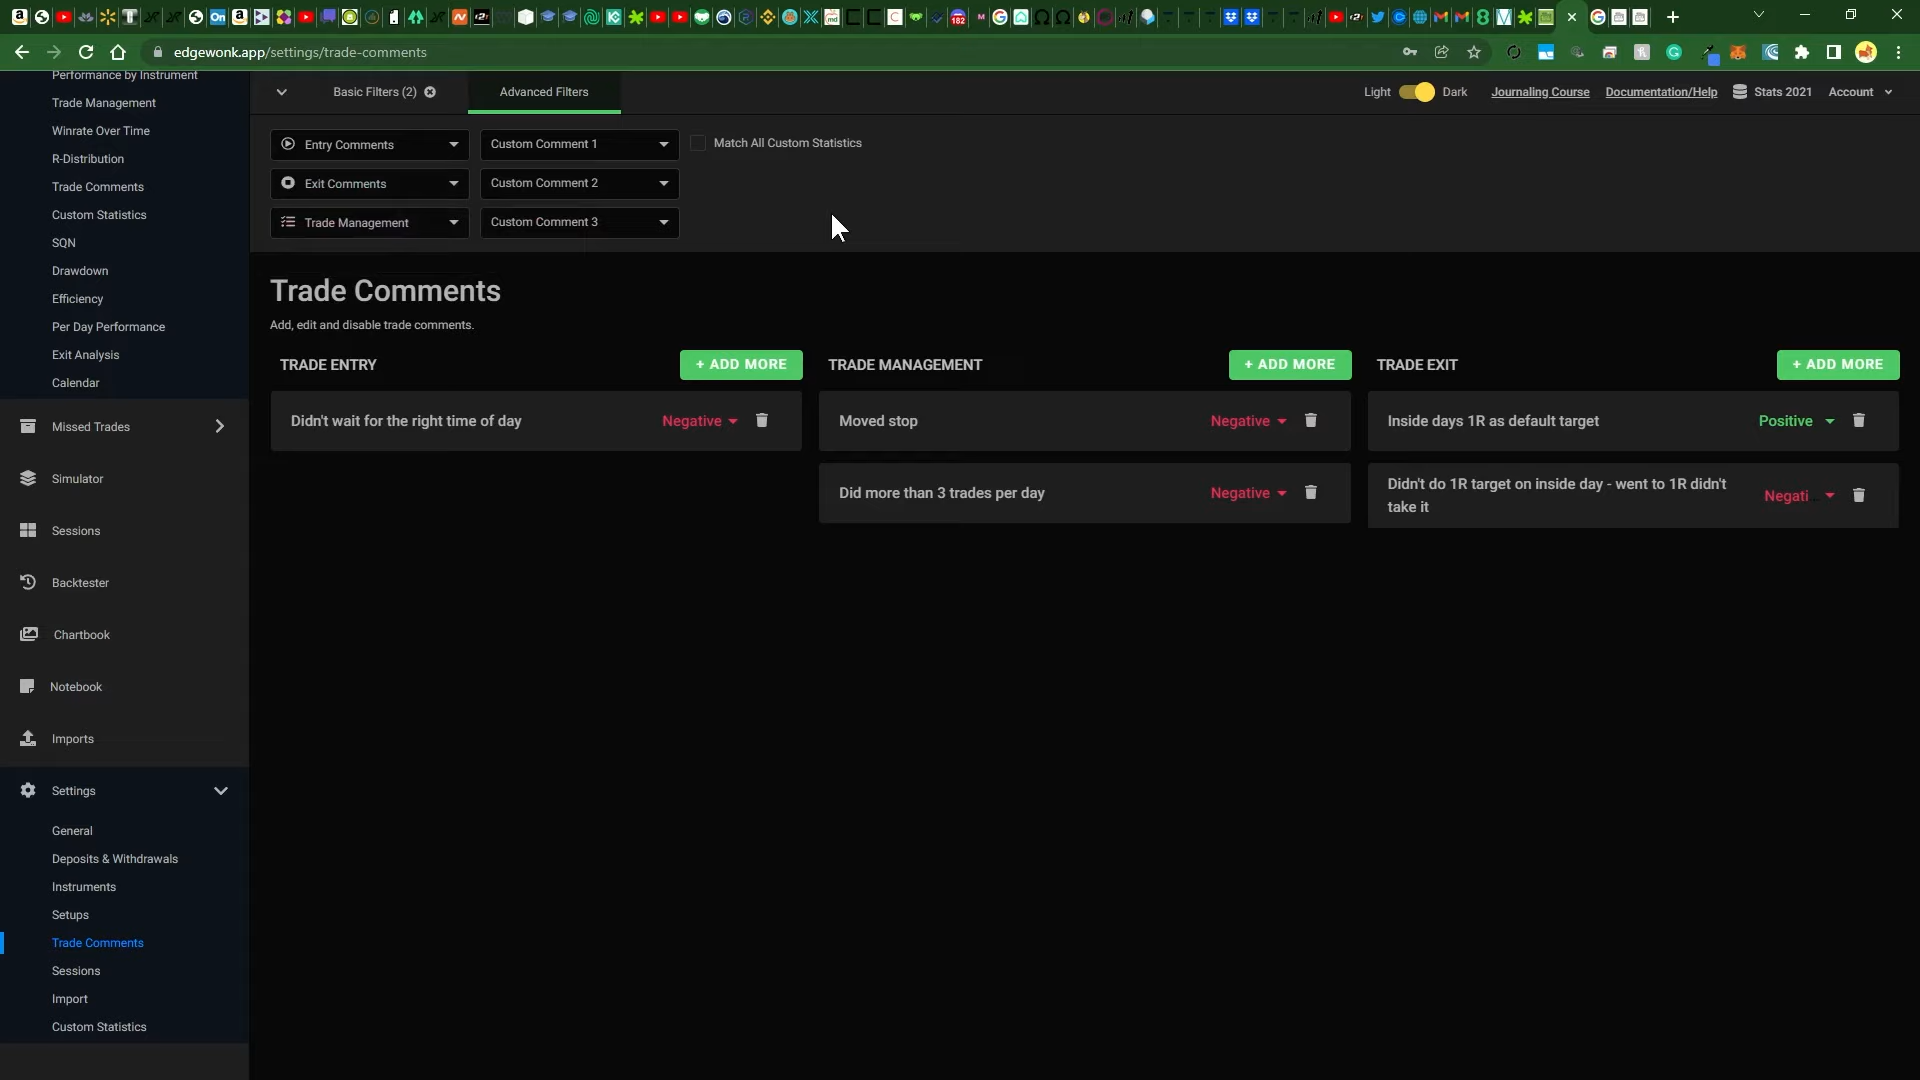 edgewonk.app/settings/trade-comments
Performance by Instrument
Trade Management
Winrate Over Time
R-Distribution
Trade Comments
Custom Statistics
SQN
Drawdown
Efficiency
Per Day Performance
Exit Analysis
Calendar
Missed Trades
Simulator
Sessions
Backtester
Chartbook
Notebook
Imports
Settings
General
Deposits & Withdrawals
Instruments
Setups
Trade Comments
Sessions
Import
Custom Statistics
Basic Filters (2)
Advanced Filters
Light
Dark
Journaling Course
Documentation/Help
Stats 2021
Account
Entry Comments
Custom Comment 1
Match All Custom Statistics
Exit Comments
Custom Comment 2
Trade Management
Custom Comment 3
Trade Comments
Add, edit and disable trade comments.
TRADE ENTRY
+ ADD MORE
Didn't wait for the right time of day
Negative
TRADE MANAGEMENT
+ ADD MORE
Moved stop
Negative
Did more than 3 trades per day
Negative
TRADE EXIT
+ ADD MORE
Inside days 1R as default target
Positive
Didn't do 1R target on inside day - went to 1R didn't
take it
Negati